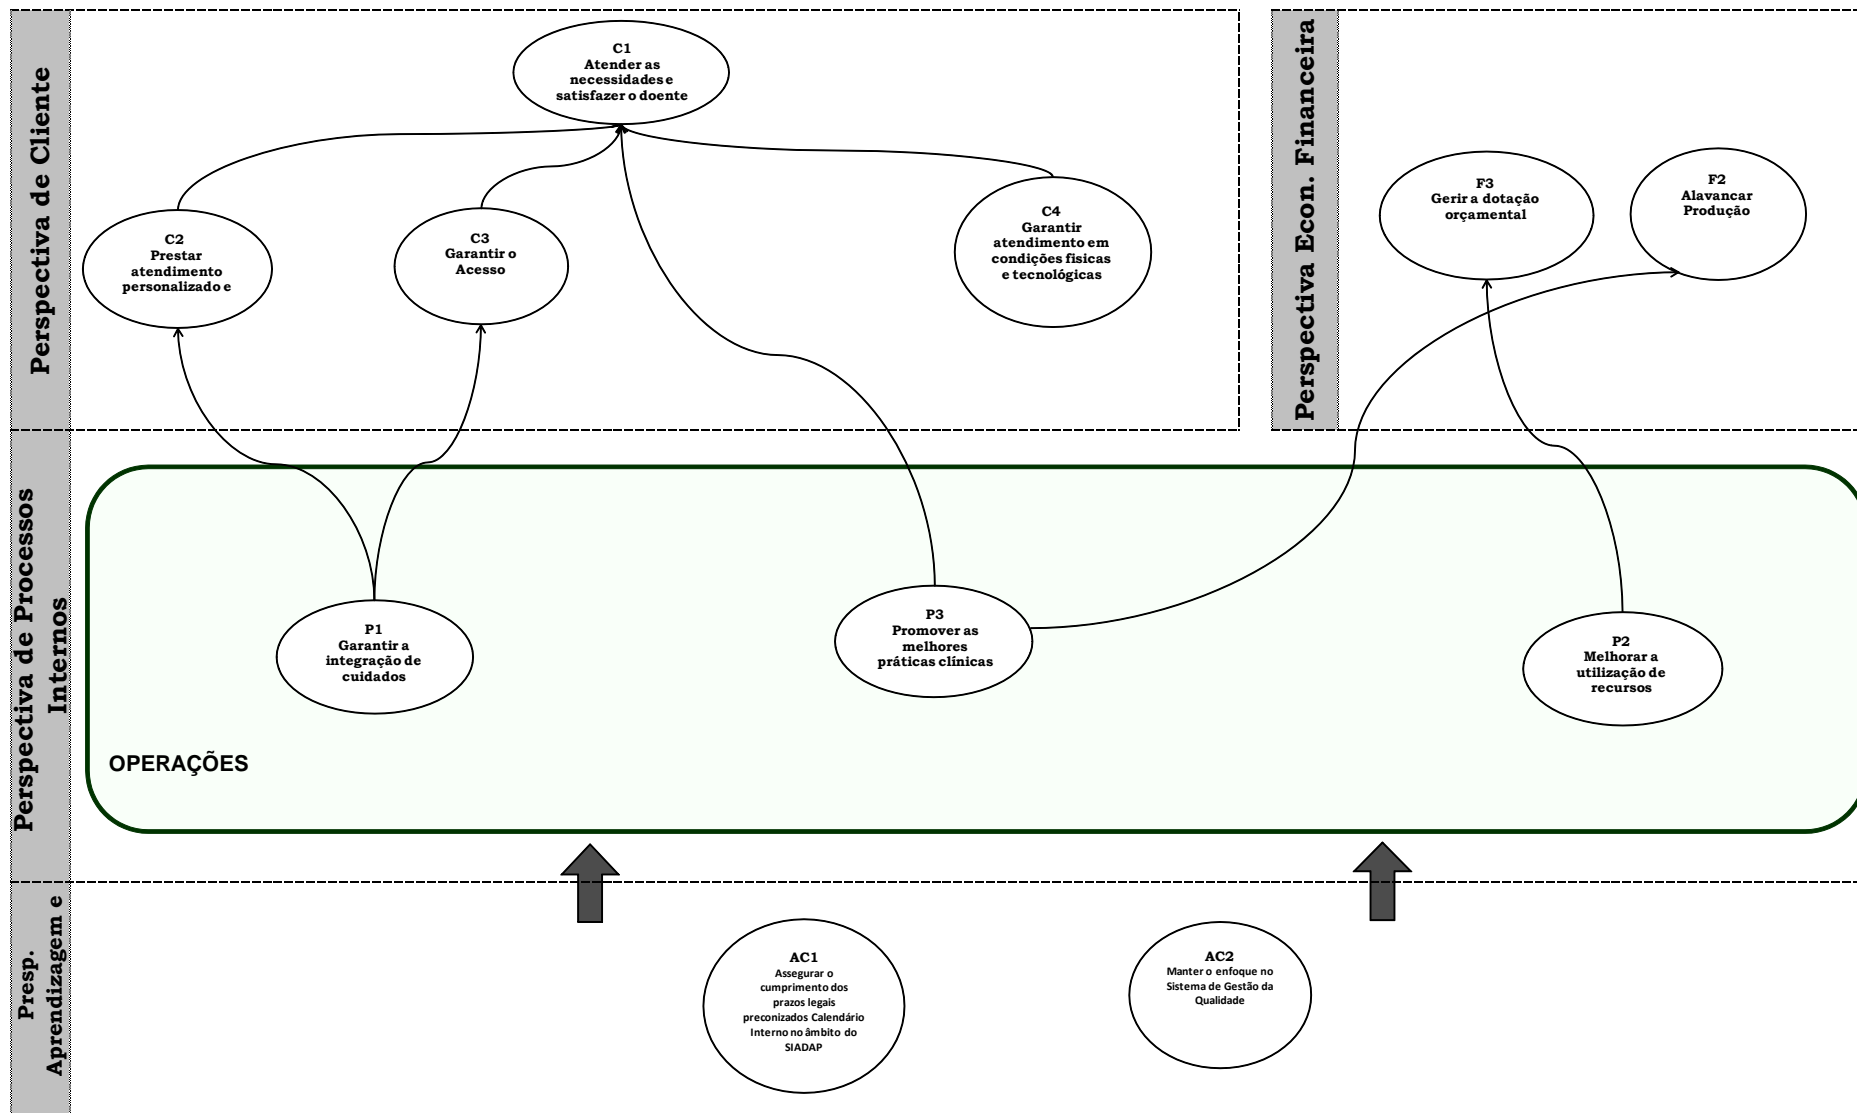 Perspectiva de Cliente
C1
Atender as
necessidades e
satisfazer o doente
C2
Prestar
atendimento
personalizado e
C3
Garantir o
Acesso
C4
Garantir
atendimento em
condições fisicas
e tecnológicas
Perspectiva Econ. Financeira
F3
Gerir a dotação
orçamental
F2
Alavancar
Produção
Perspectiva de Processos
Internos
P1
Garantir a
integração de
cuidados
P3
Promover as
melhores
práticas clínicas
P2
Melhorar a
utilização de
recursos
OPERAÇÕES
Presp.
Aprendizagem e
AC1
Assegurar o
cumprimento dos
prazos legais
preconizados Calendário
Interno no âmbito do
SIADAP
AC2
Manter o enfoque no
Sistema de Gestão da
Qualidade